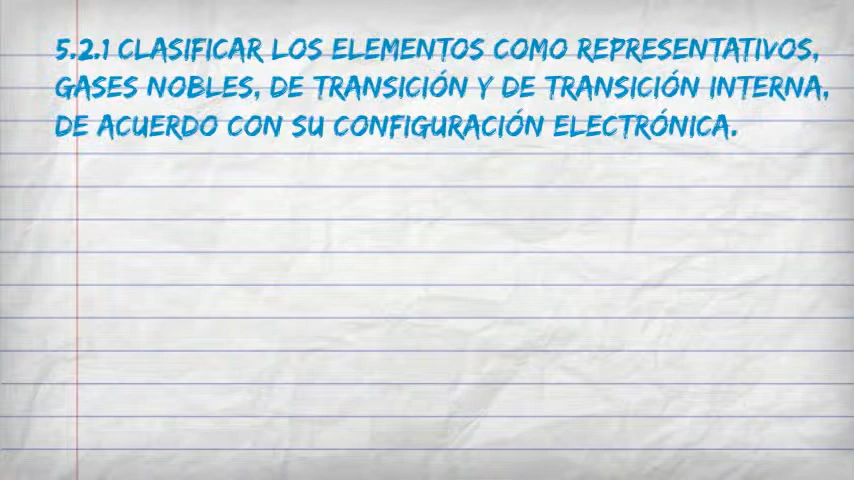 5.2.1 CLASIFICAR LOS ELEMENTOS COMO REPRESENTATIVOS,
GASES NOBLES, DE TRANSICIÓN Y DE TRANSICIÓN INTERNA,
DE ACUERDO CON SU CONFIGURACIÓN ELECTRÓNICA.